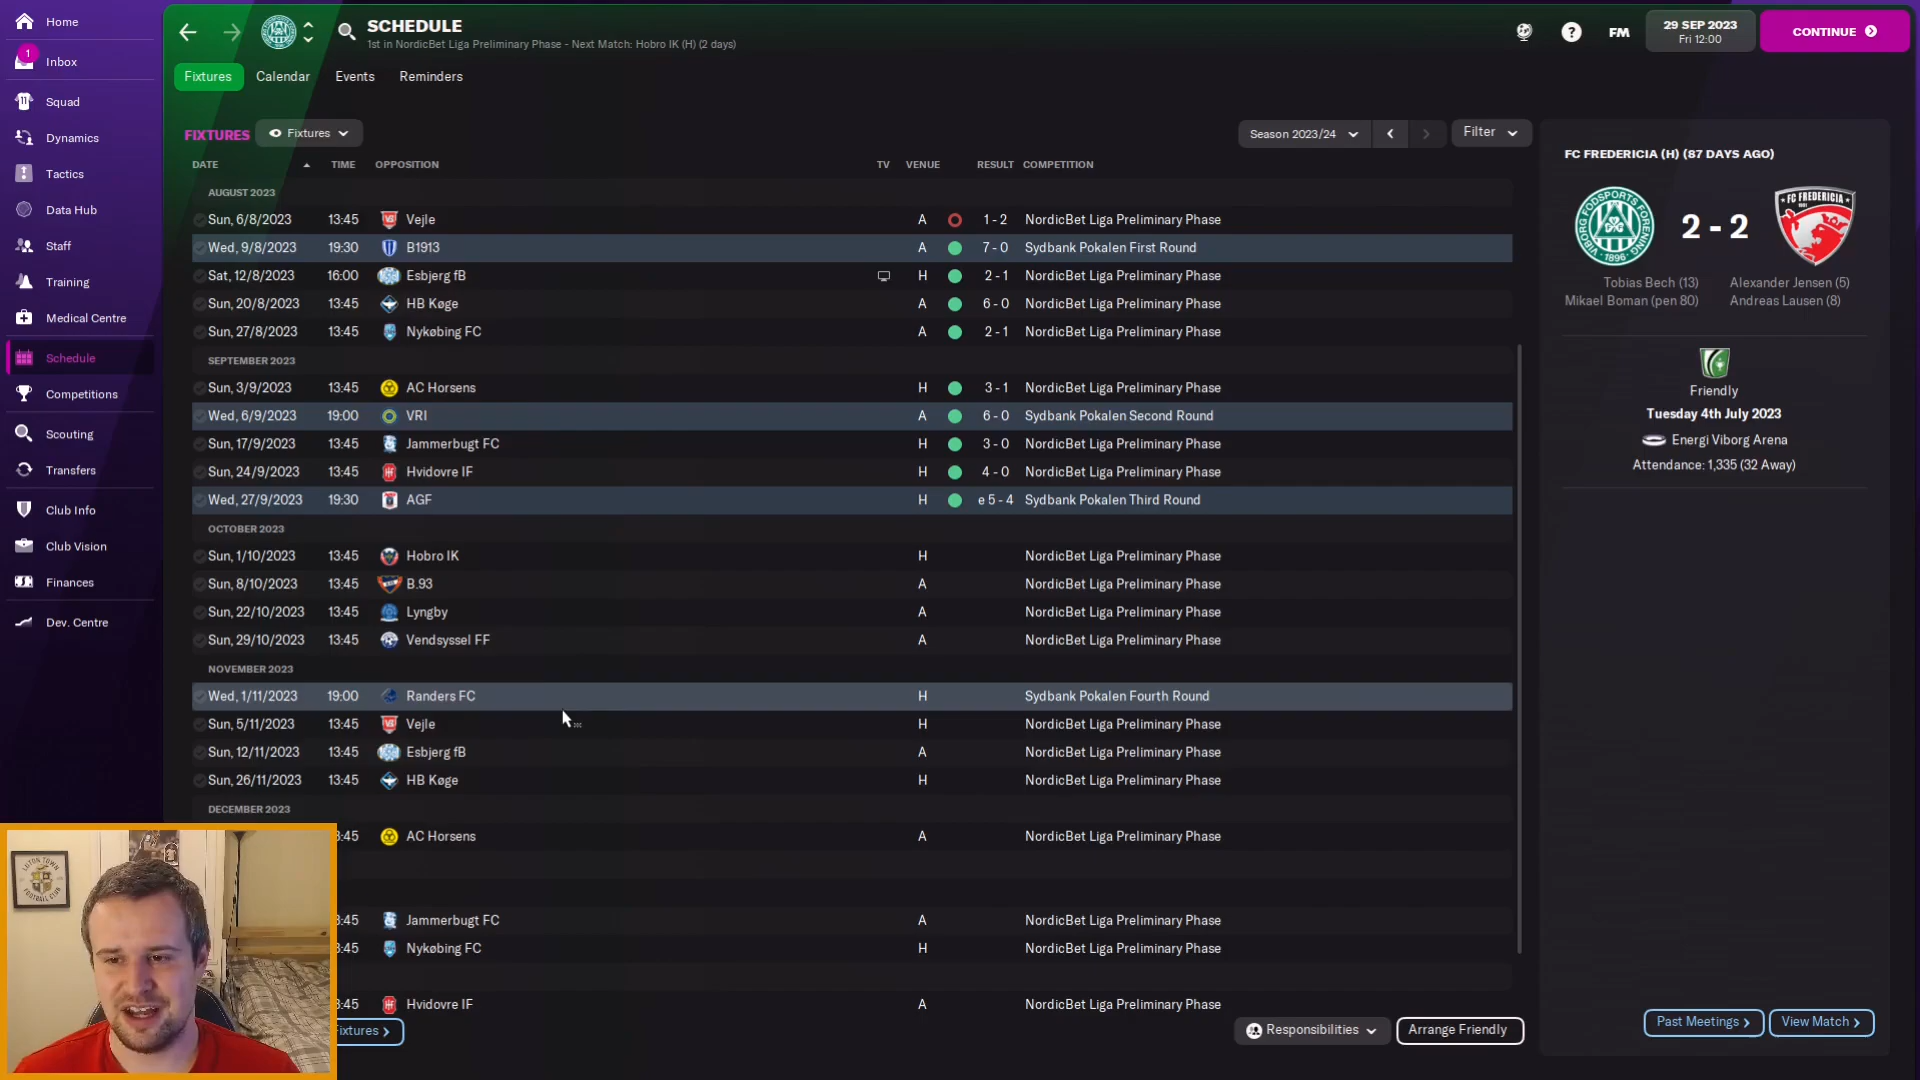 Home
SCHEDULE
1st in NordicBet Liga Preliminary Phase - Next Match: Hobro IK (H) (2 days)
FM
29 SEP 2023
Fri 12:00
CONTINUE
1
Inbox
Fixtures Calendar Events Reminders
Squad
Dynamics
Tactics
Data Hub
Staff
Training
Medical Centre
Schedule
Competitions
Scouting
Transfers
Club Info
Club Vision
Finances
Dev. Centre
FIXTURES Fixtures Season 2023/24 Filter
DATE TIME OPPOSITION TV VENUE RESULT COMPETITION
AUGUST 2023
Sun, 6/8/2023 13:45 Vejle A 1 - 2 NordicBet Liga Preliminary Phase
Wed, 9/8/2023 19:30 B1913 A 7 - 0 Sydbank Pokalen First Round
Sat, 12/8/2023 16:00 Esbjerg fB H 2 - 1 NordicBet Liga Preliminary Phase
Sun, 20/8/2023 13:45 HB Køge A 6 - 0 NordicBet Liga Preliminary Phase
Sun, 27/8/2023 13:45 Nykøbing FC A 2 - 1 NordicBet Liga Preliminary Phase
SEPTEMBER 2023
Sun, 3/9/2023 13:45 AC Horsens H 3 - 1 NordicBet Liga Preliminary Phase
Wed, 6/9/2023 19:00 VRI A 6 - 0 Sydbank Pokalen Second Round
Sun, 17/9/2023 13:45 Jammerbugt FC H 3 - 0 NordicBet Liga Preliminary Phase
Sun, 24/9/2023 13:45 Hvidovre IF H 4 - 0 NordicBet Liga Preliminary Phase
Wed, 27/9/2023 19:30 AGF H e 5 - 4 Sydbank Pokalen Third Round
OCTOBER 2023
Sun, 1/10/2023 13:45 Hobro IK H NordicBet Liga Preliminary Phase
Sun, 8/10/2023 13:45 B.93 A NordicBet Liga Preliminary Phase
Sun, 22/10/2023 13:45 Lyngby A NordicBet Liga Preliminary Phase
Sun, 29/10/2023 13:45 Vendsyssel FF A NordicBet Liga Preliminary Phase
NOVEMBER 2023
Wed, 1/11/2023 19:00 Randers FC H Sydbank Pokalen Fourth Round
Sun, 5/11/2023 13:45 Vejle H NordicBet Liga Preliminary Phase
Sun, 12/11/2023 13:45 Esbjerg fB A NordicBet Liga Preliminary Phase
Sun, 26/11/2023 13:45 HB Køge H NordicBet Liga Preliminary Phase
DECEMBER 2023
:45 AC Horsens A NordicBet Liga Preliminary Phase
:45 Jammerbugt FC A NordicBet Liga Preliminary Phase
:45 Nykøbing FC H NordicBet Liga Preliminary Phase
:45 Hvidovre IF A NordicBet Liga Preliminary Phase
Fixtures Responsibilities Arrange Friendly
FC FREDERICIA (H) (87 DAYS AGO)
VIBORG FODSPORTS FORENING
1896
2 - 2
FC FREDERICIA
Tobias Bech (13) Alexander Jensen (5)
Mikael Boman (pen 80) Andreas Lausen (8)
Friendly
Tuesday 4th July 2023
Energi Viborg Arena
Attendance: 1,335 (32 Away)
Past Meetings View Match
LUTON TOWN
FOOTBALL CLUB